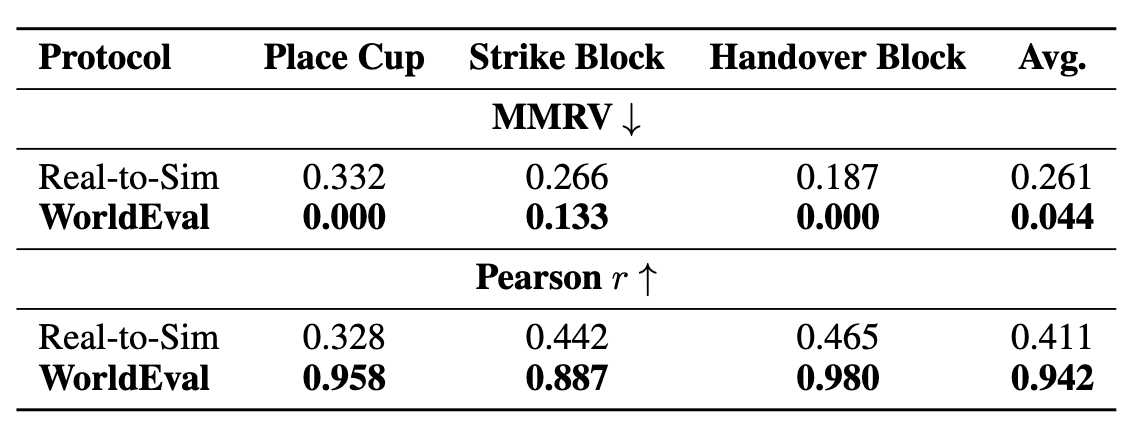 Protocol Place Cup Strike Block Handover Block Avg.
MMRV ↓
Real-to-Sim 0.332 0.266 0.187 0.261
WorldEval 0.000 0.133 0.000 0.044
Pearson r ↑
Real-to-Sim 0.328 0.442 0.465 0.411
WorldEval 0.958 0.887 0.980 0.942